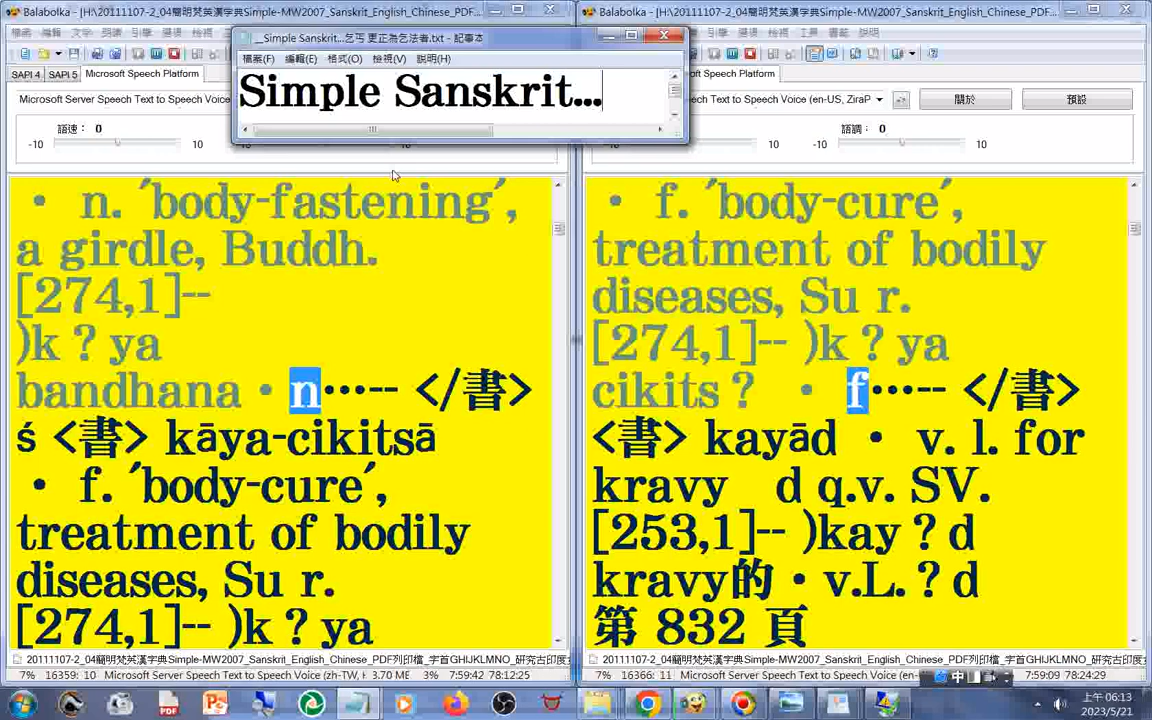 Balabolka - [H:\20111107-2_04簡明梵英漢字典Simple-MW2007_Sanskrit_English_Chinese_PDF...
Balabolka - [H:\20111107-2_04簡明梵英漢字典Simple-MW2007_Sanskrit_English_Chinese_PDF...
__Simple Sanskrit...乞丐 更正為乞法者.txt - 記事本
檔案(F) 編輯(E) 格式(O) 檢視(V) 說明(H)
Simple Sanskrit...
SAPI 4 SAPI 5 Microsoft Speech Platform
Speech Platform
Microsoft Server Speech Text to Speech Voice
ech Text to Speech Voice (en-US, ZiraP
關於
預設
語速： 0
語調： 0
-10 10 10 -10 10
• n. ´body-fastening´,
a girdle, Buddh.
[274,1]--
)k ? ya
bandhana • n…-- </書>
ś <書> kāya-cikitsā
• f. ´body-cure´,
treatment of bodily
diseases, Su r.
[274,1]-- )k ? ya
• f. ´body-cure´,
treatment of bodily
diseases, Su r.
[274,1]-- )k ? ya
cikits ? • f…-- </書>
<書> kayād • v. l. for
kravy d q.v. SV.
[253,1]-- )kay ? d
kravy的 • v.L. ? d
第 832 頁
20111107-2_04簡明梵英漢字典Simple-MW2007_Sanskrit_English_Chinese_PDF列印檔_字首GHIJKLMNO_研究古印度
20111107-2_04簡明梵英漢字典Simple-MW2007_Sanskrit_English_Chinese_PDF列印檔_字首GHIJKLMNO_研究古印度
7% 16359: 10 Microsoft Server Speech Text to Speech Voice (zh-TW, H 3.70 ME 3% 7:59:42 78:12:25
7% 16366: 11 Microsoft Server Speech Text to Speech Voice 7:59:09 78:24:29
中
上午 06:13
2023/5/21